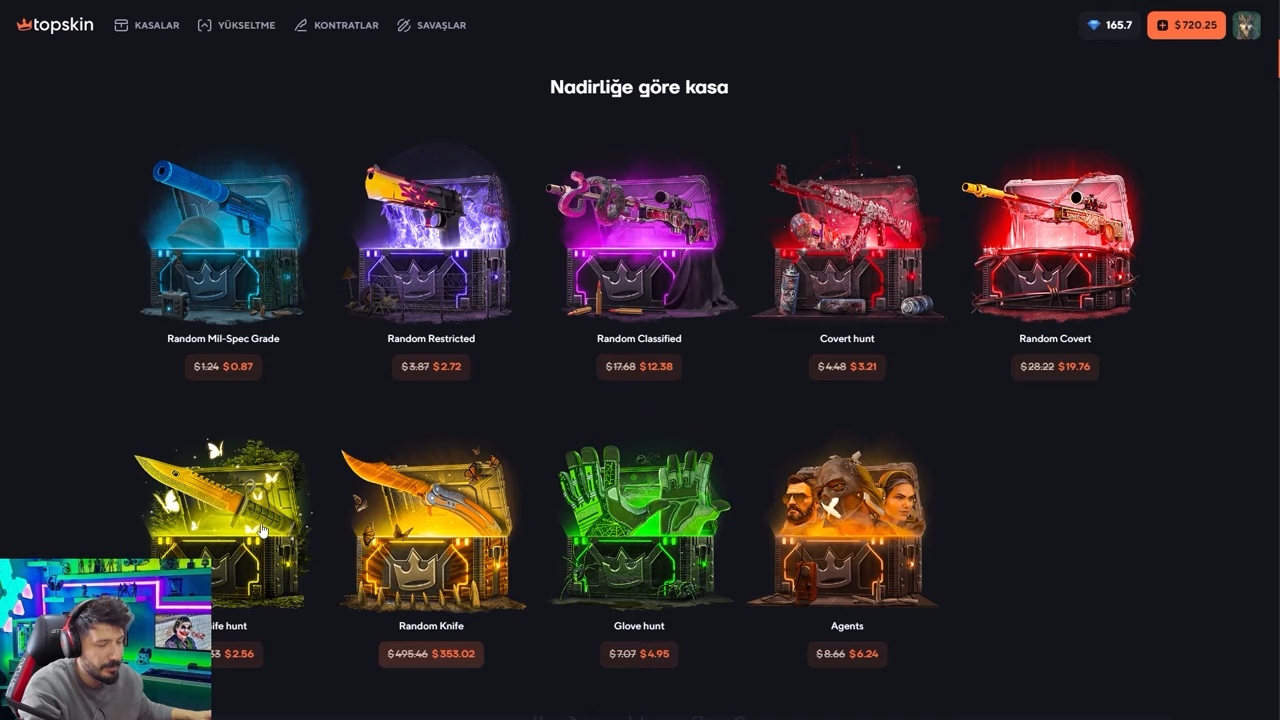 topskin
KASALAR
YÜKSELTME
KONTRATLAR
SAVAŞLAR
165.7
$720.25
Nadirliğe göre kasa
Random Mil-Spec Grade
Random Restricted
Random Classified
Covert hunt
Random Covert
$1.24 $0.87
$3.87 $2.72
$17.68 $12.38
$4.48 $3.21
$28.22 $19.76
hunt
Random Knife
Glove hunt
Agents
$2.56
$495.46 $353.02
$7.07 $4.95
$8.66 $6.24